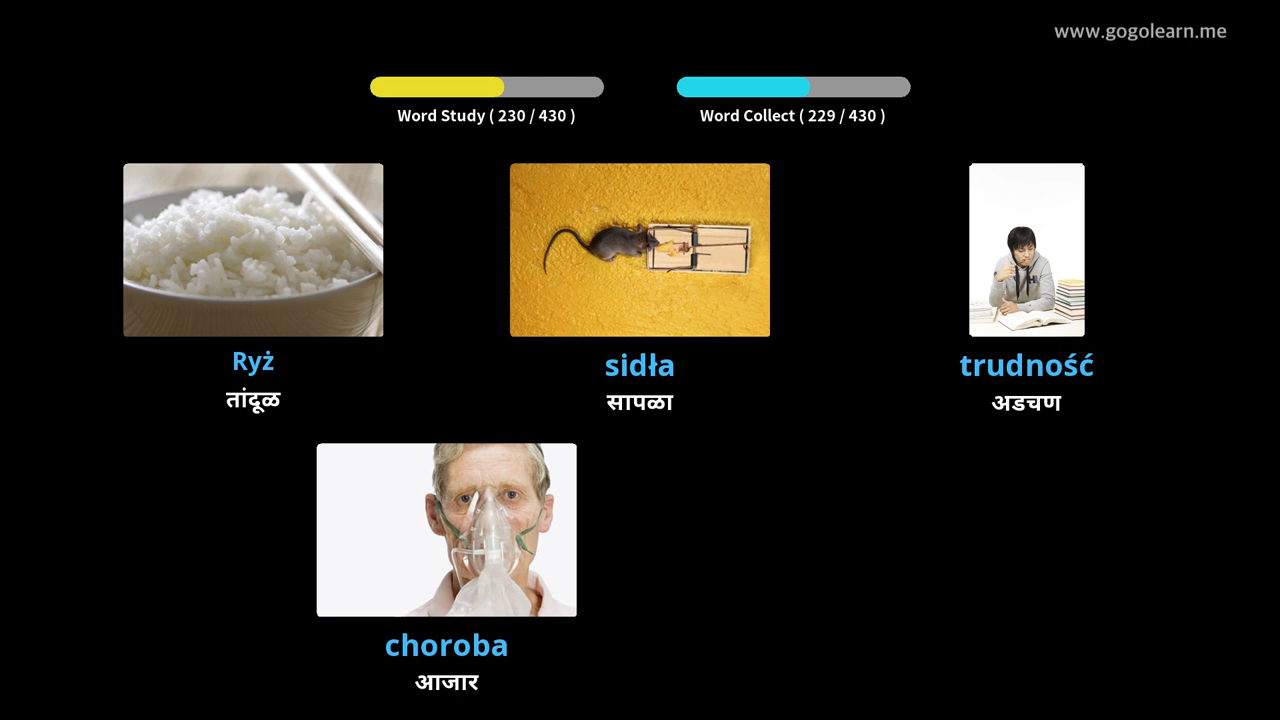 www.gogolearn.me
Word Study ( 230 / 430 )
Word Collect ( 229 / 430 )
Ryż
तांदूळ
sidła
सापळा
trudność
अडचण
choroba
आजार